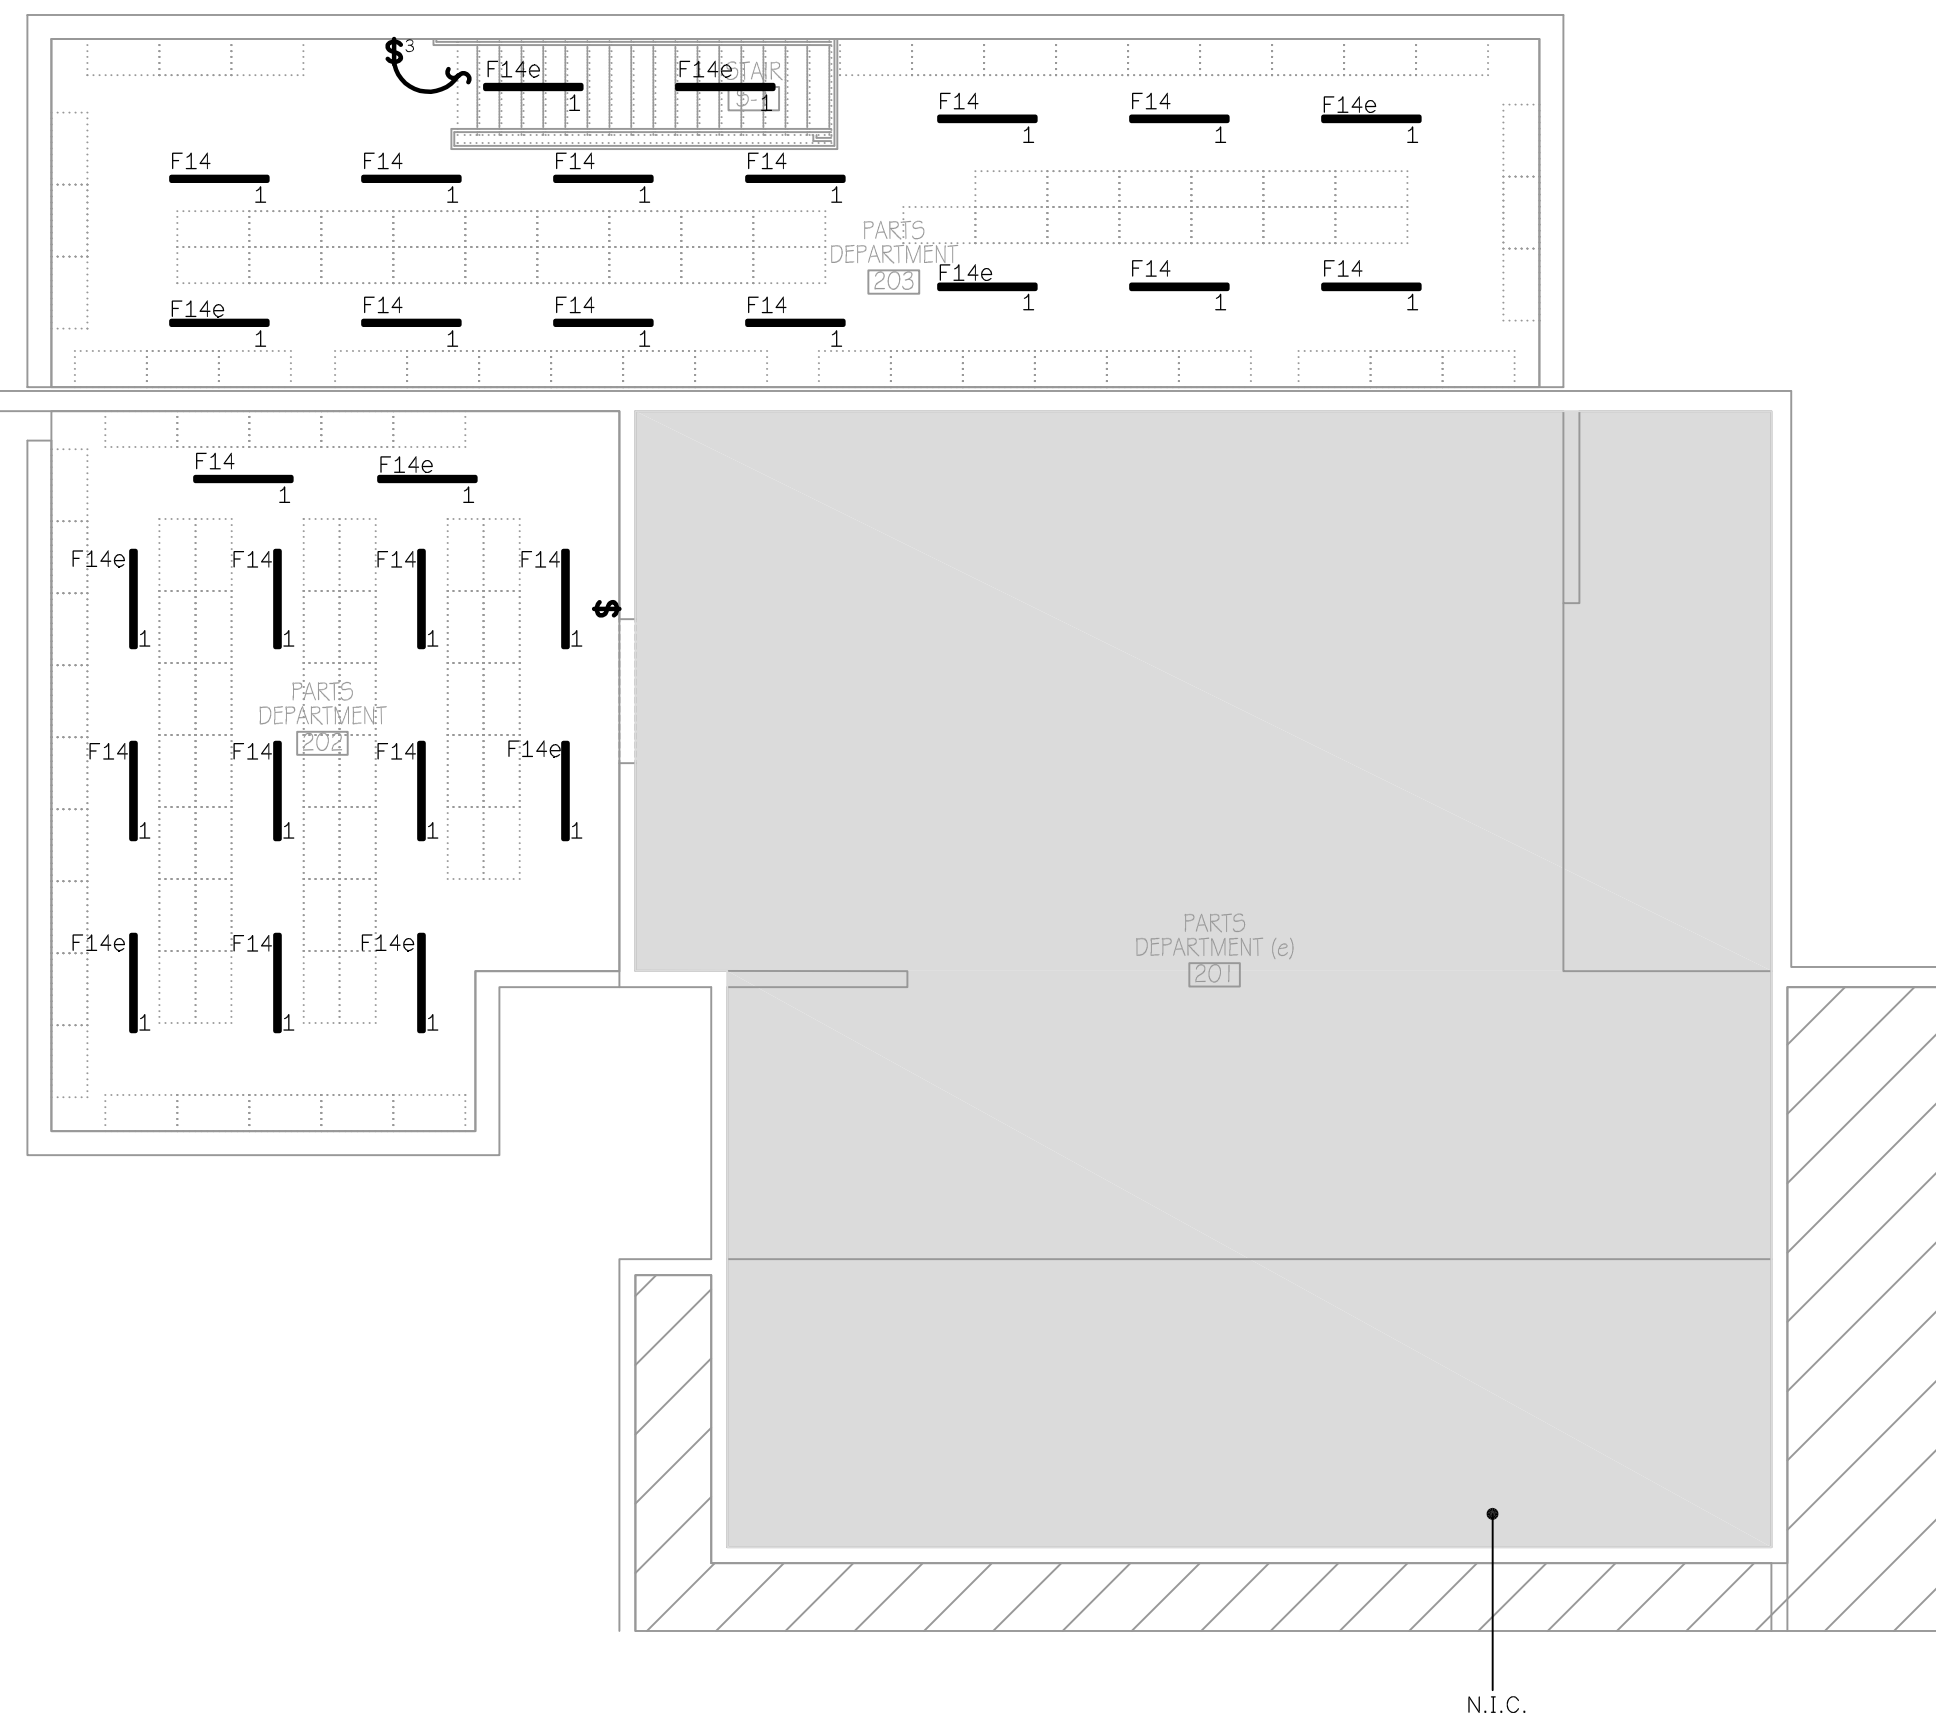 $ 3
F14e F14e STAIR
1 1 S-1
F14 F14 F14e
1 1 1
F14 F14 F14 F14
1 1 1 1
PARTS
DEPARTMENT
203
F14e F14 F14
1 1 1
F14e F14 F14 F14
1 1 1 1
F14 F14e
1 1
F14e F14 F14 F14
$
1 1 1 1
PARTS
DEPARTMENT
202
F14 F14 F14 F14e
1 1 1 1
PARTS
DEPARTMENT (e)
201
F14e F14 F14e
1 1 1
N.I.C.